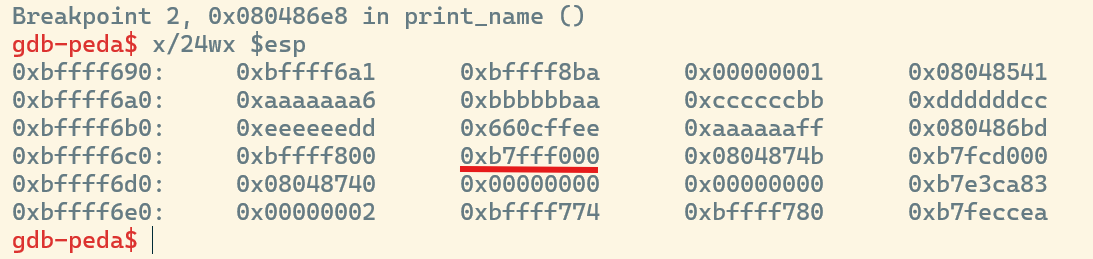 Breakpoint 2, 0x080486e8 in print_name ()
gdb-peda$ x/24wx $esp
0xbffff690: 0xbffff6a1 0xbffff8ba 0x00000001 0x08048541
0xbffff6a0: 0xaaaaaaa6 0xbbbbbbaa 0xccccccbb 0xddddddcc
0xbffff6b0: 0xeeeeeedd 0x660cffee 0xaaaaaaff 0x080486bd
0xbffff6c0: 0xbffff800 0xb7fff000 0x0804874b 0xb7fcd000
0xbffff6d0: 0x08048740 0x00000000 0x00000000 0xb7e3ca83
0xbffff6e0: 0x00000002 0xbffff774 0xbffff780 0xb7feccea
gdb-peda$